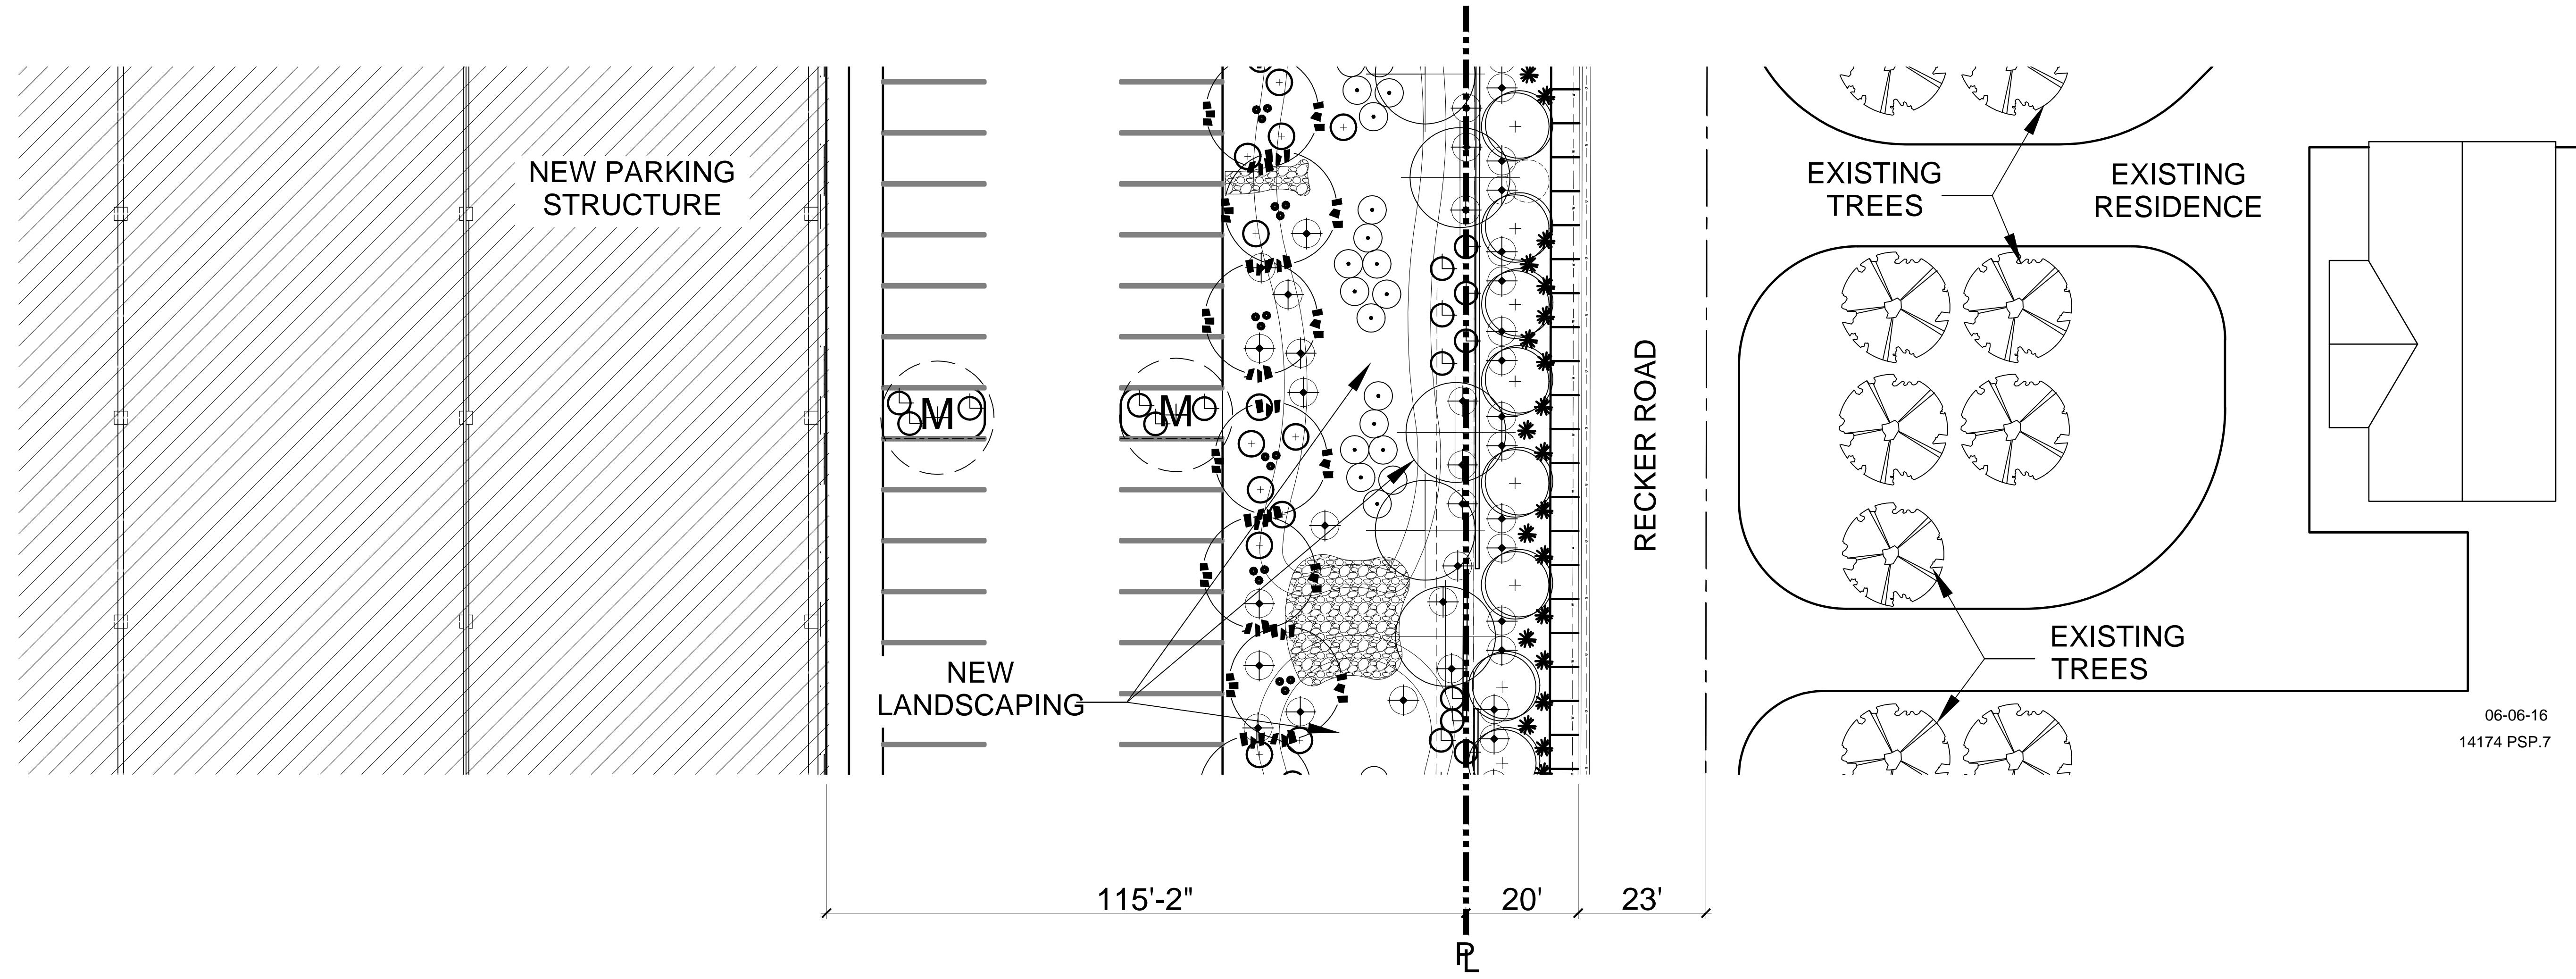 NEW PARKING
STRUCTURE
EXISTING
TREES
EXISTING
RESIDENCE
M
M
RECKER ROAD
NEW
LANDSCAPING
EXISTING
TREES
06-06-16
14174 PSP.7
115'-2"
20'
23'
PL